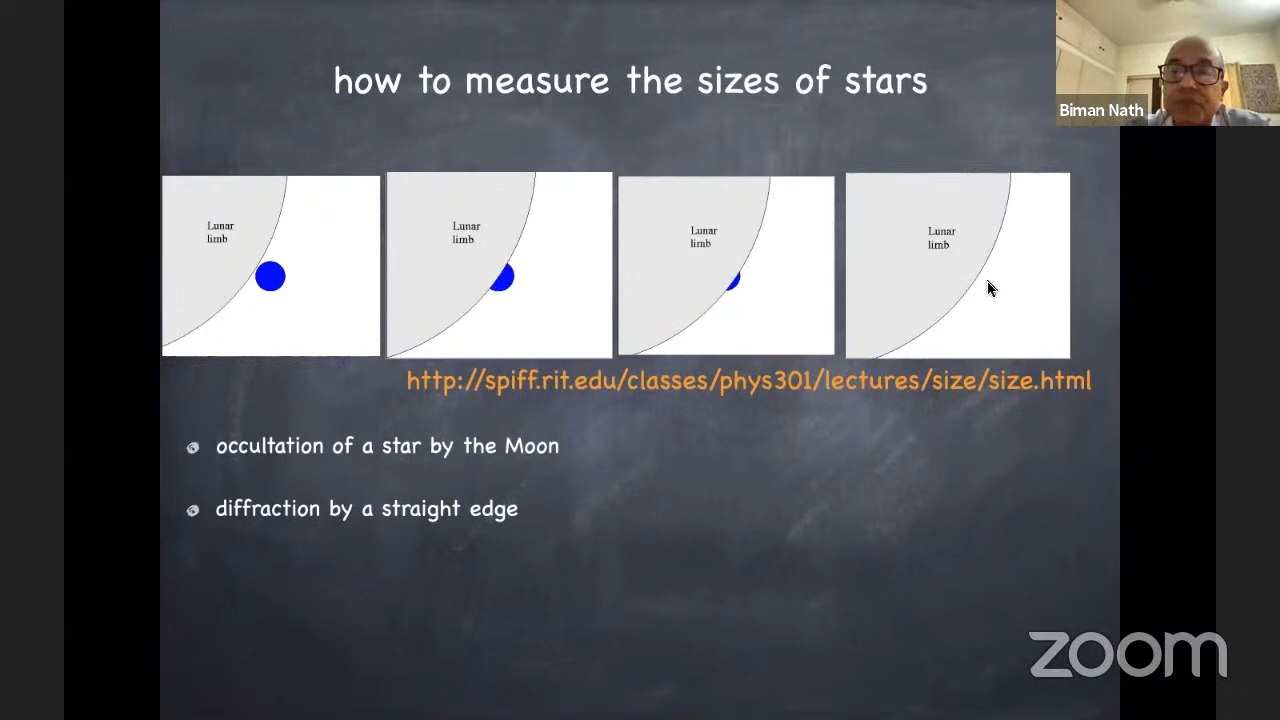 how to measure the sizes of stars
Biman Nath
Lunar
limb
Lunar
limb
Lunar
limb
Lunar
limb
http://spiff.rit.edu/classes/phys301/lectures/size/size.html
occultation of a star by the Moon
diffraction by a straight edge
zoom